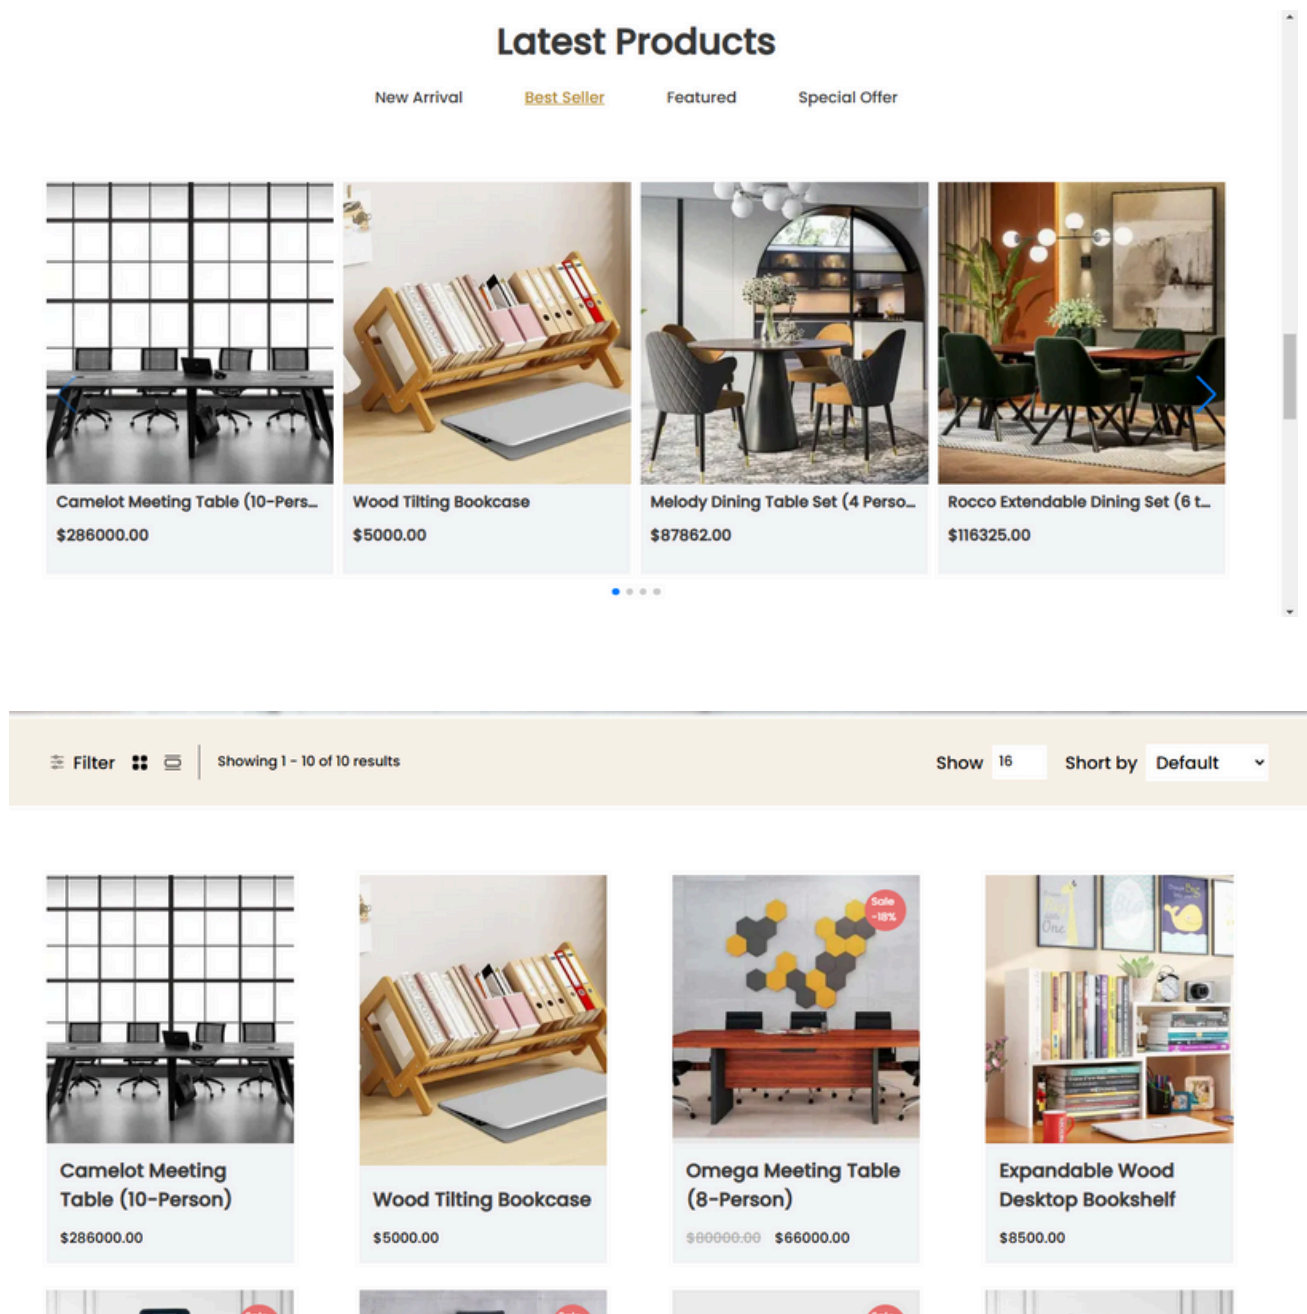 Latest Products
New Arrival Best Seller Featured Special Offer
Camelot Meeting Table (10-Pers...
$286000.00
Wood Tilting Bookcase
$5000.00
Melody Dining Table Set (4 Perso...
$87862.00
Rocco Extendable Dining Set (6 t...
$116325.00
Filter Showing 1 - 10 of 10 results Show 16 Short by Default
Camelot Meeting
Table (10-Person)
$286000.00
Wood Tilting Bookcase
$5000.00
Sale
-18%
Omega Meeting Table
(8-Person)
$80000.00 $66000.00
Expandable Wood
Desktop Bookshelf
$8500.00